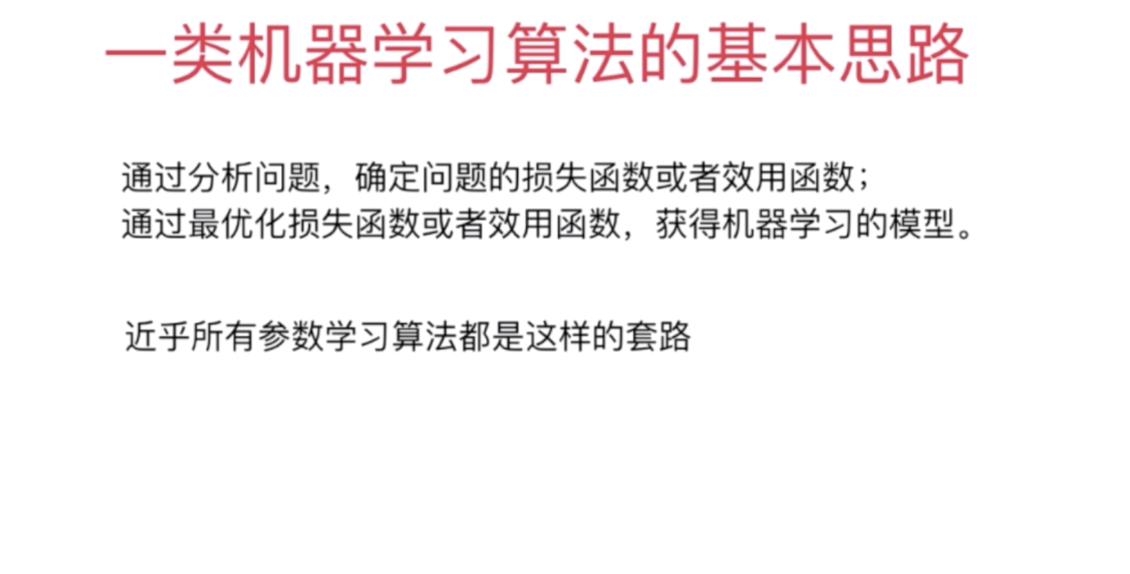 一类机器学习算法的基本思路
通过分析问题，确定问题的损失函数或者效用函数；
通过最优化损失函数或者效用函数，获得机器学习的模型。
近乎所有参数学习算法都是这样的套路